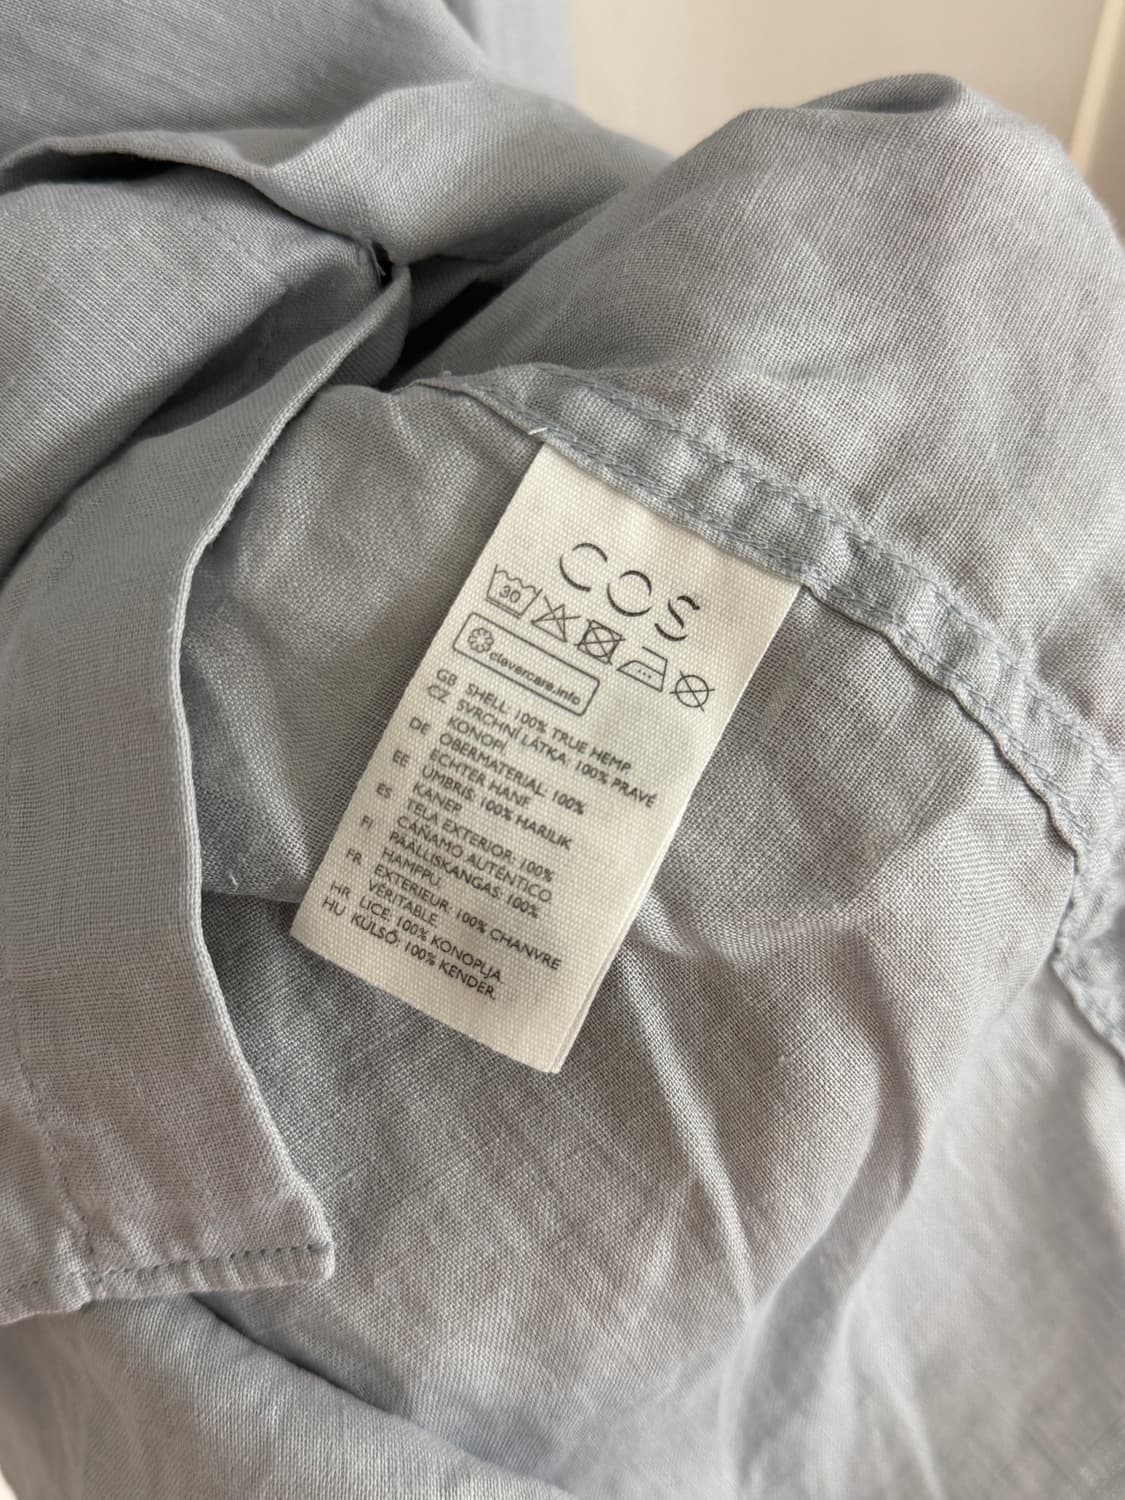 COS
30
clevercare.info
GB SHELL: 100% TRUE HEMP
CZ SVRCHNÍ LÁTKA: 100% PRAVÉ
KONOPÍ
DE OBERMATERIAL: 100%
ECHTER HANF
EE ÜMBRIS: 100% HARILIK
KANEP
ES TELA EXTERIOR: 100%
CÁÑAMO AUTÉNTICO
FI PÄÄLLISKANGAS: 100%
HAMPPU.
FR EXTERIEUR: 100% CHANVRE
VÉRITABLE
HR LICE: 100% KONOPLJA
HU KÜLSŐ: 100% KENDER.